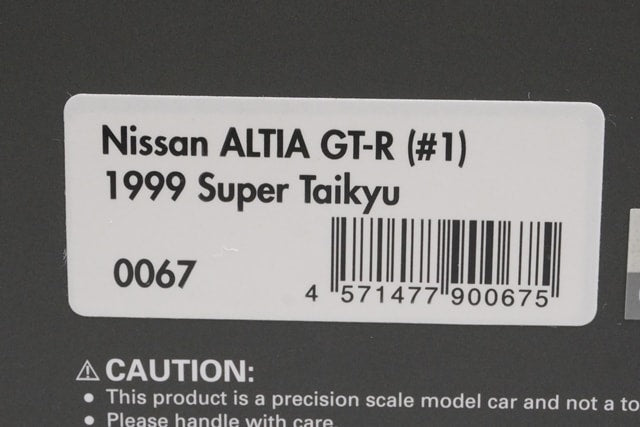 Nissan ALTIA GT-R (#1)
1999 Super Taikyu
0067
4 571477 900675
⚠ CAUTION:
● This product is a precision scale model car and not a to
● Please handle with care.